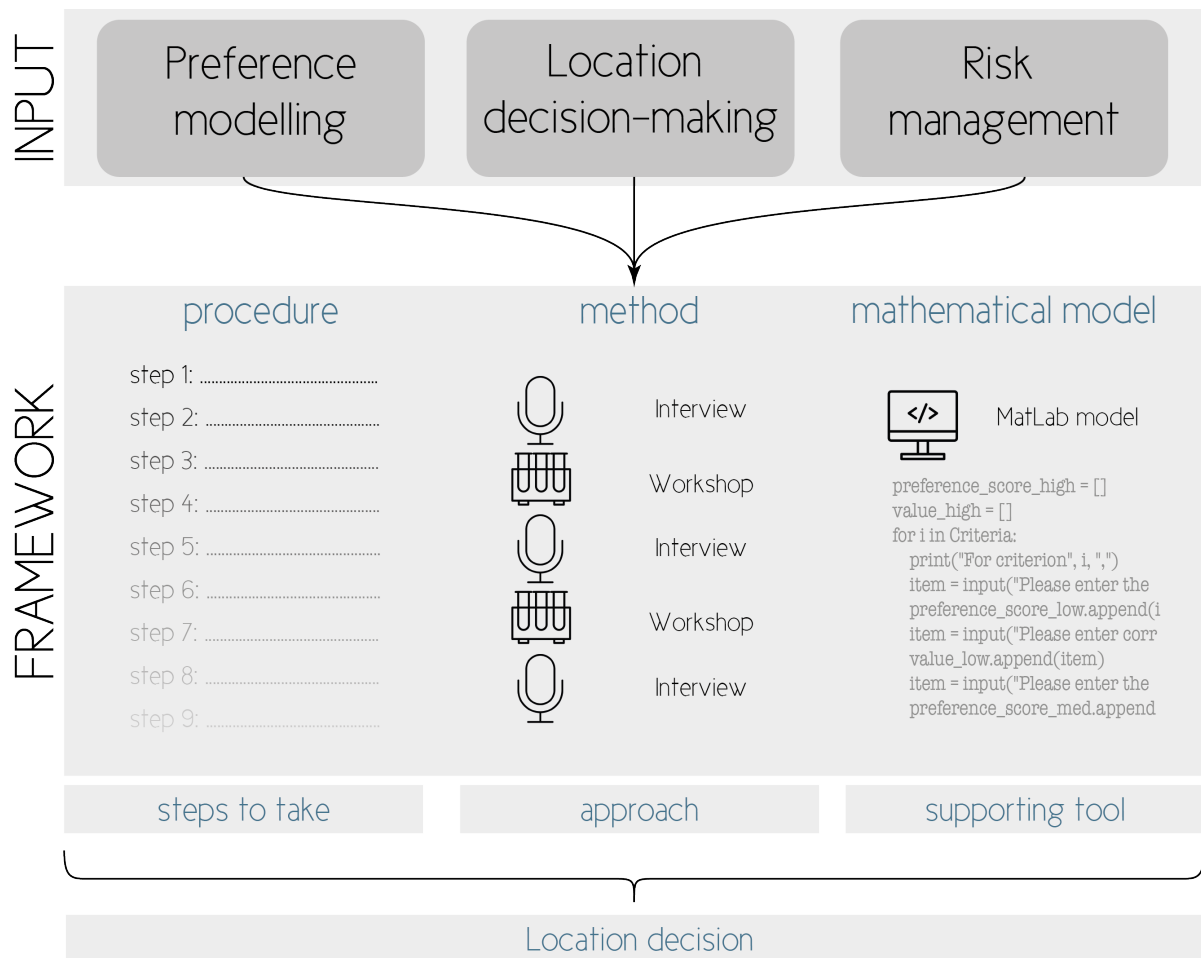 INPUT
Preference
modelling
Location
decision-making
Risk
management
FRAMEWORK
procedure
step 1: ................................................
step 2: ................................................
step 3: ................................................
step 4: ................................................
step 5: ................................................
step 6: ................................................
step 7: ................................................
step 8: ................................................
step 9: ................................................
method
Interview
Workshop
Interview
Workshop
Interview
mathematical model
</>
MatLab model
preference_score_high = []
value_high = []
for i in Criteria:
print("For criterion", i, ",")
item = input("Please enter the
preference_score_low.append(i
item = input("Please enter corr
value_low.append(item)
item = input("Please enter the
preference_score_med.append
steps to take
approach
supporting tool
Location decision